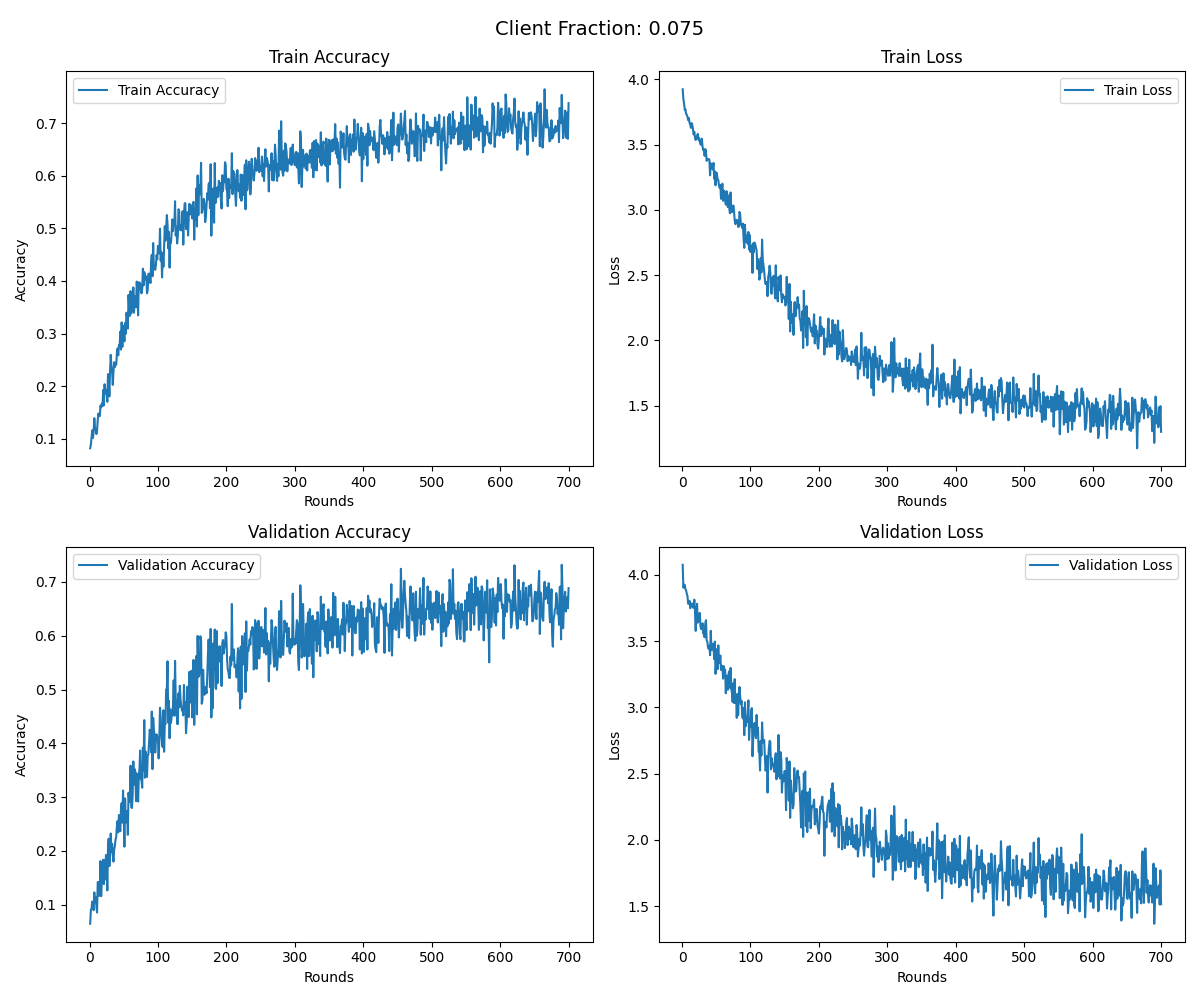 Client Fraction: 0.075
Train Accuracy
Train Accuracy
Accuracy
0.7
0.6
0.5
0.4
0.3
0.2
0.1
0 100 200 300 400 500 600 700
Rounds
Train Loss
Train Loss
Loss
4.0
3.5
3.0
2.5
2.0
1.5
0 100 200 300 400 500 600 700
Rounds
Validation Accuracy
Validation Accuracy
Accuracy
0.7
0.6
0.5
0.4
0.3
0.2
0.1
0 100 200 300 400 500 600 700
Rounds
Validation Loss
Validation Loss
Loss
4.0
3.5
3.0
2.5
2.0
1.5
0 100 200 300 400 500 600 700
Rounds